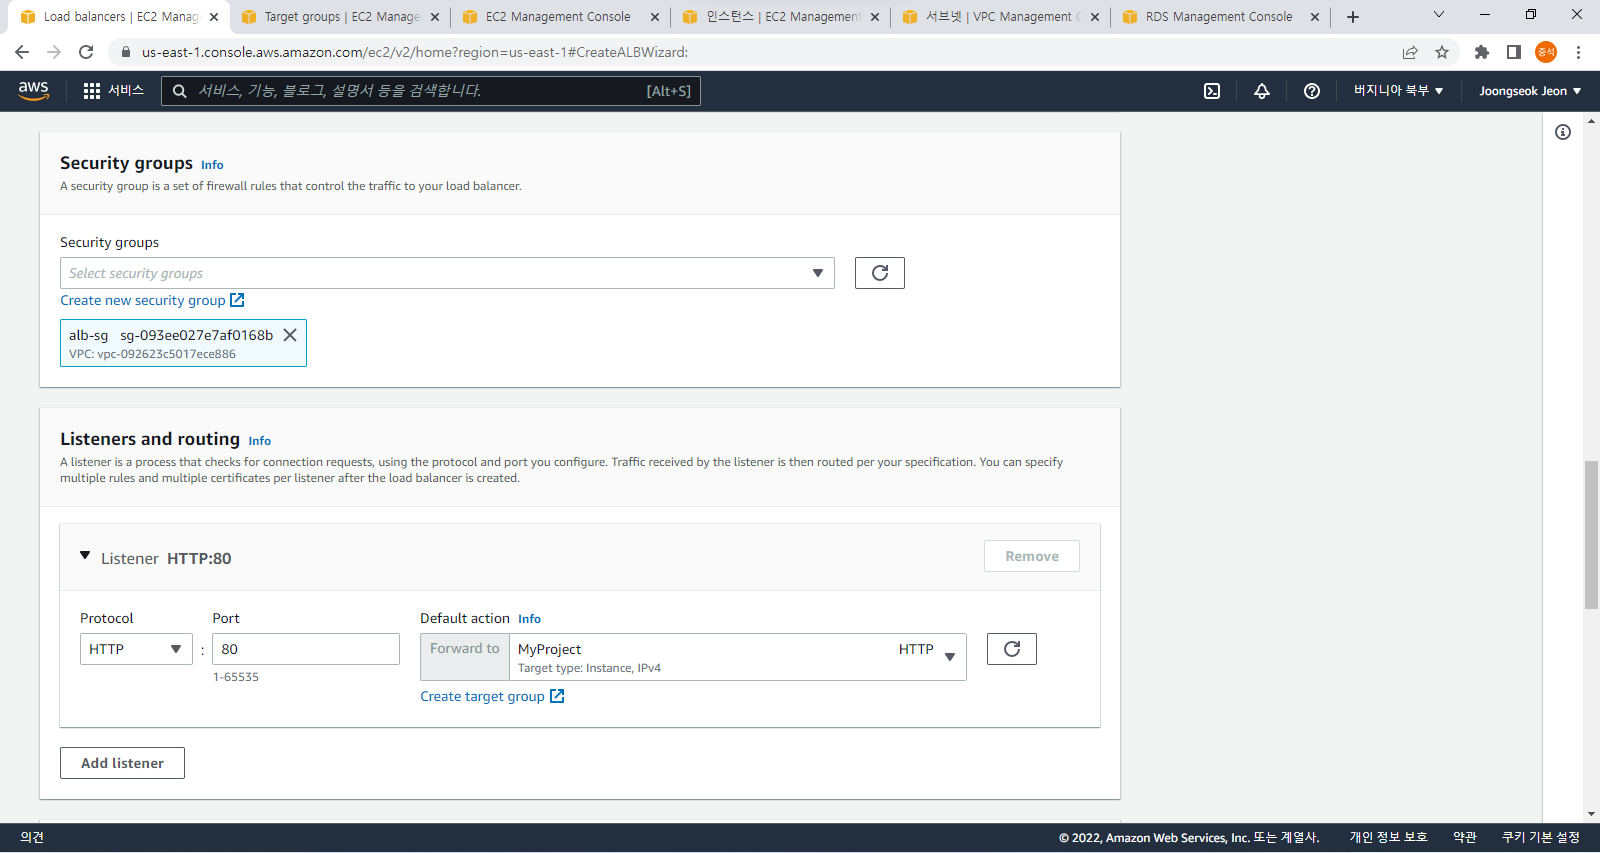 Load balancers | EC2 Manag
Target groups | EC2 Manage
EC2 Management Console
인스턴스 | EC2 Management
서브넷 | VPC Management C
RDS Management Console
us-east-1.console.aws.amazon.com/ec2/v2/home?region=us-east-1#CreateALBWizard:
중석
aws
서비스
서비스, 기능, 블로그, 설명서 등을 검색합니다.
[Alt+S]
버지니아 북부
Joongseok Jeon
Security groups Info
A security group is a set of firewall rules that control the traffic to your load balancer.
Security groups
Select security groups
Create new security group
alb-sg sg-093ee027e7af0168b
VPC: vpc-092623c5017ece886
Listeners and routing Info
A listener is a process that checks for connection requests, using the protocol and port you configure. Traffic received by the listener is then routed per your specification. You can specify
multiple rules and multiple certificates per listener after the load balancer is created.
Listener HTTP:80
Remove
Protocol
Port
Default action Info
HTTP
:
80
Forward to
MyProject
HTTP
Target type: Instance, IPv4
1-65535
Create target group
Add listener
의견
© 2022, Amazon Web Services, Inc. 또는 계열사.
개인 정보 보호
약관
쿠키 기본 설정